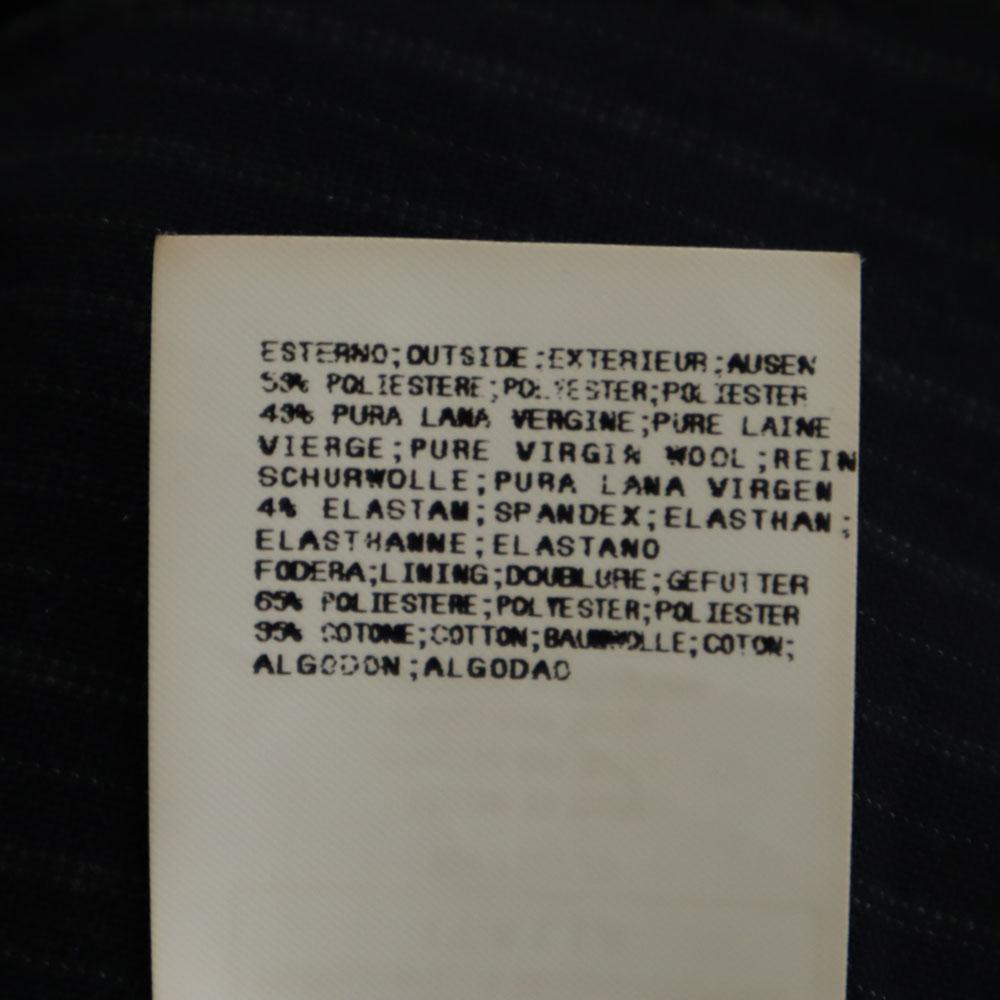 ESTERNO;OUTSIDE;EXTERIEUR;AUSEN
53% POLIESTERE;POLYESTER;POLIESTER
43% PURA LANA VERGINE;PURE LAINE
VIERGE;PURE VIRGIN WOOL;REIN
SCHURWOLLE;PURA LANA VIRGEN
4% ELASTAM;SPANDEX;ELASTHAN;
ELASTHANNE;ELASTANO
FODERA;LINING;DOUBLURE;GEFUTTER
65% POLIESTERE;POLYESTER;POLIESTER
35% COTONE;COTTON;BAUMWOLLE;COTON;
ALGODON;ALGODAO